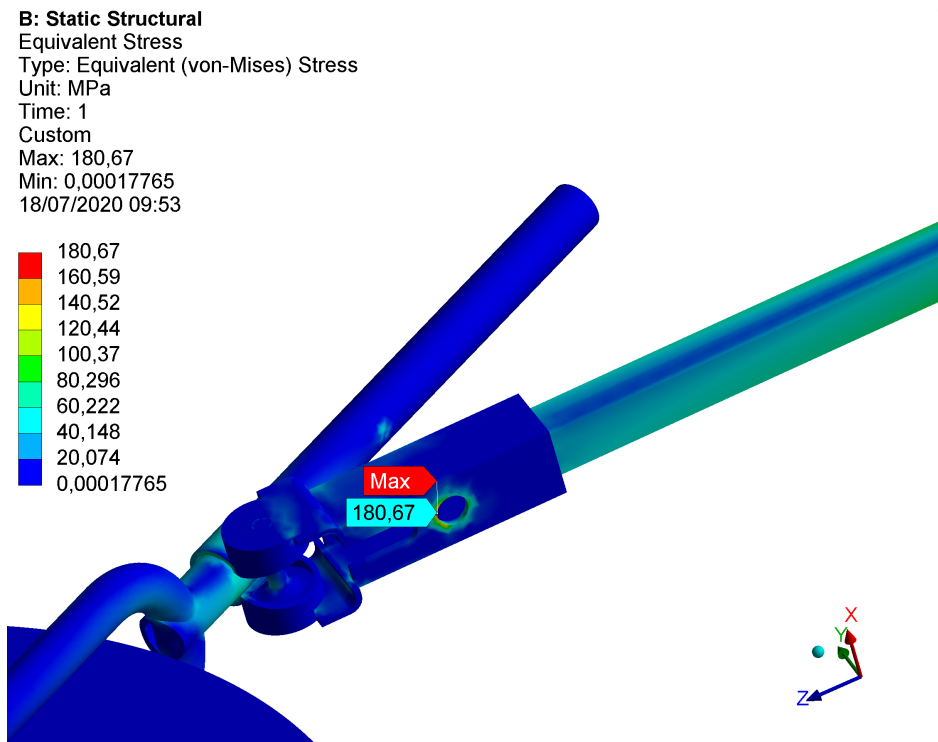 B: Static Structural
Equivalent Stress
Type: Equivalent (von-Mises) Stress
Unit: MPa
Time: 1
Custom
Max: 180,67
Min: 0,00017765
18/07/2020 09:53
180,67
160,59
140,52
120,44
100,37
80,296
60,222
40,148
20,074
0,00017765
Max
180,67
X
Y
Z